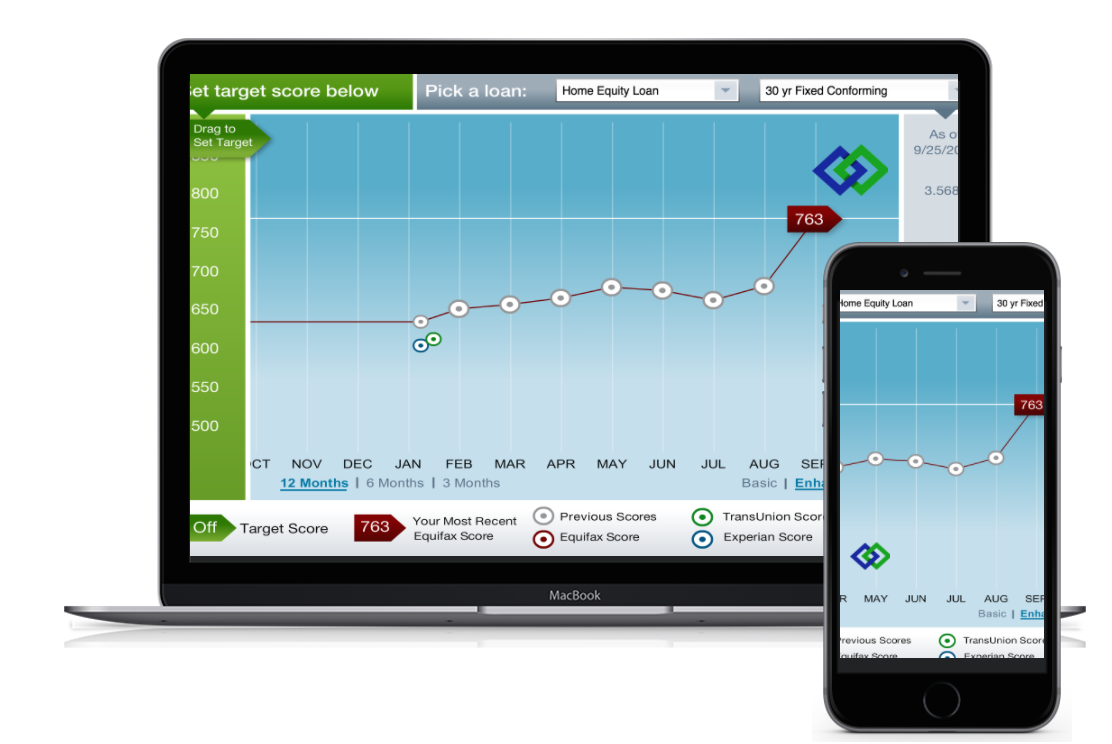 et target score below
Pick a loan:
Home Equity Loan
30 yr Fixed Conforming
Drag to
Set Target
As o
9/25/20
3.568
800
750
700
650
600
550
500
763
CT NOV DEC JAN FEB MAR APR MAY JUN JUL AUG SEP
12 Months | 6 Months | 3 Months
Basic | Enha
Off
Target Score
763
Your Most Recent
Equifax Score
Previous Scores
Equifax Score
TransUnion Scor
Experian Score
MacBook
Home Equity Loan
30 yr Fixed
763
R MAY JUN JUL AUG SEP
Basic | Enha
Previous Scores
TransUnion Scor
quifax Score
Experian Score